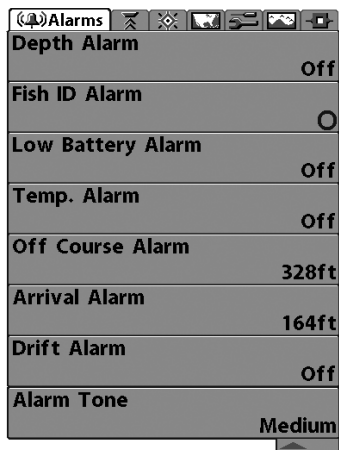 Alarms
Depth Alarm
Off
Fish ID Alarm
O
Low Battery Alarm
Off
Temp. Alarm
Off
Off Course Alarm
328ft
Arrival Alarm
164ft
Drift Alarm
Off
Alarm Tone
Medium